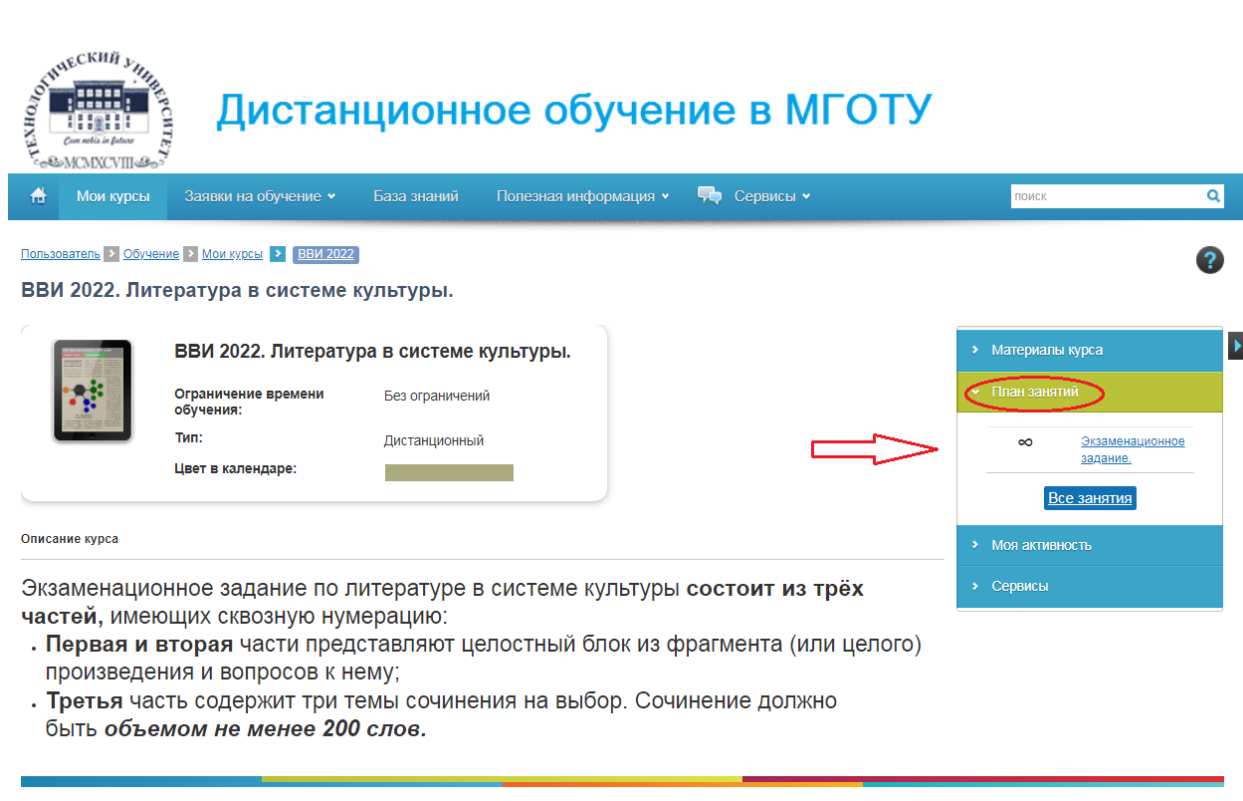 ТЕХНОЛОГИЧЕСКИЙ УНИВЕРСИТЕТ
Cum nobis in future
MCMXCVIII
Дистанционное обучение в МГОТУ
Мои курсы Заявки на обучение База знаний Полезная информация Сервисы поиск
Пользователь Обучение Мои курсы ВВИ 2022
?
ВВИ 2022. Литература в системе культуры.
ВВИ 2022. Литература в системе культуры.
Ограничение времени обучения: Без ограничений
Тип: Дистанционный
Цвет в календаре:
Материалы курса
План занятий
∞ Экзаменационное
задание.
Все занятия
Моя активность
Сервисы
Описание курса
Экзаменационное задание по литературе в системе культуры состоит из трёх
частей, имеющих сквозную нумерацию:
• Первая и вторая части представляют целостный блок из фрагмента (или целого)
произведения и вопросов к нему;
• Третья часть содержит три темы сочинения на выбор. Сочинение должно
быть объемом не менее 200 слов.